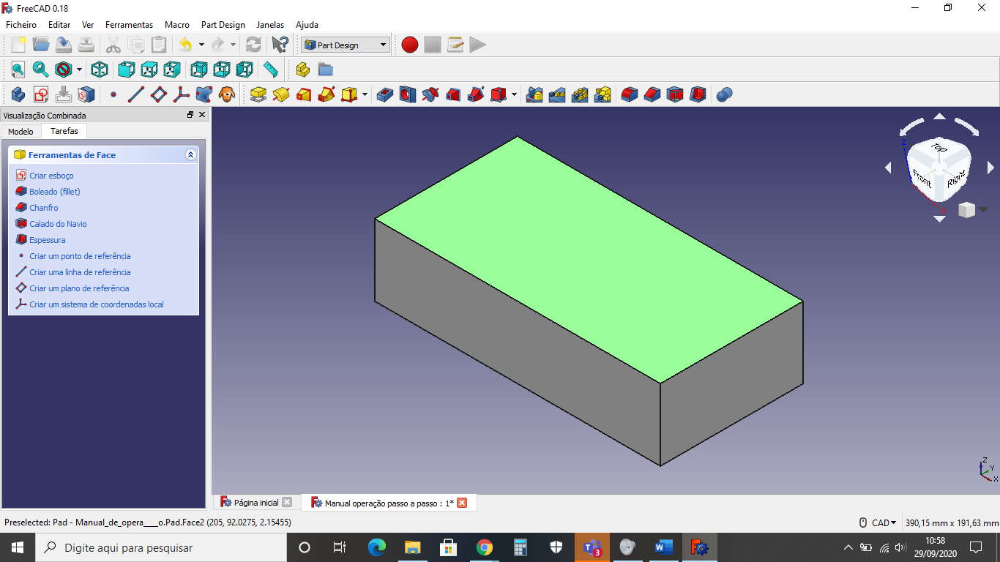 FreeCAD 0.18
Ficheiro Editar Ver Ferramentas Macro Part Design Janelas Ajuda
Part Design
Visualização Combinada
Modelo Tarefas
Ferramentas de Face
Criar esboço
Boleado (fillet)
Chanfro
Calado do Navio
Espessura
Criar um ponto de referência
Criar uma linha de referência
Criar um plano de referência
Criar um sistema de coordenadas local
Top
Front
Right
Z
X
Z
Y
X
Página inicial
Manual operação passo a passo : 1*
Preselected: Pad - Manual_de_opera___o.Pad.Face2 (205, 92.0275, 2.15455)
CAD
390,15 mm x 191,63 mm
Digite aqui para pesquisar
3
10:58
29/09/2020